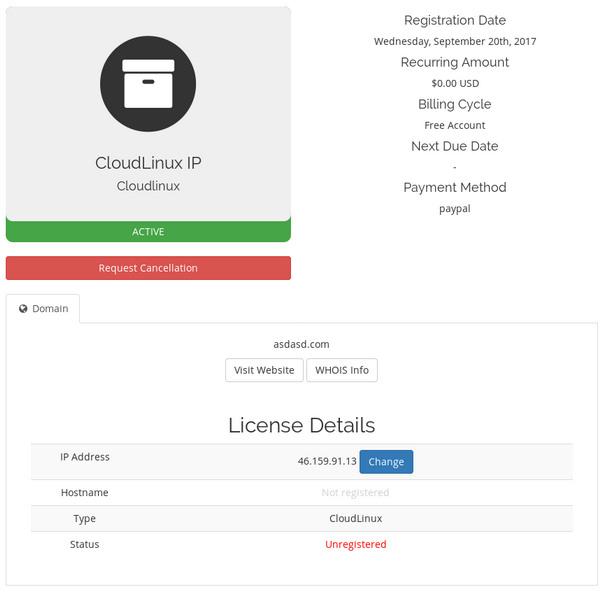 CloudLinux IP
Cloudlinux
ACTIVE
Request Cancellation
Registration Date
Wednesday, September 20th, 2017
Recurring Amount
$0.00 USD
Billing Cycle
Free Account
Next Due Date
-
Payment Method
paypal
Domain
asdasd.com
Visit Website WHOIS Info
License Details
IP Address 46.159.91.13 Change
Hostname Not registered
Type CloudLinux
Status Unregistered